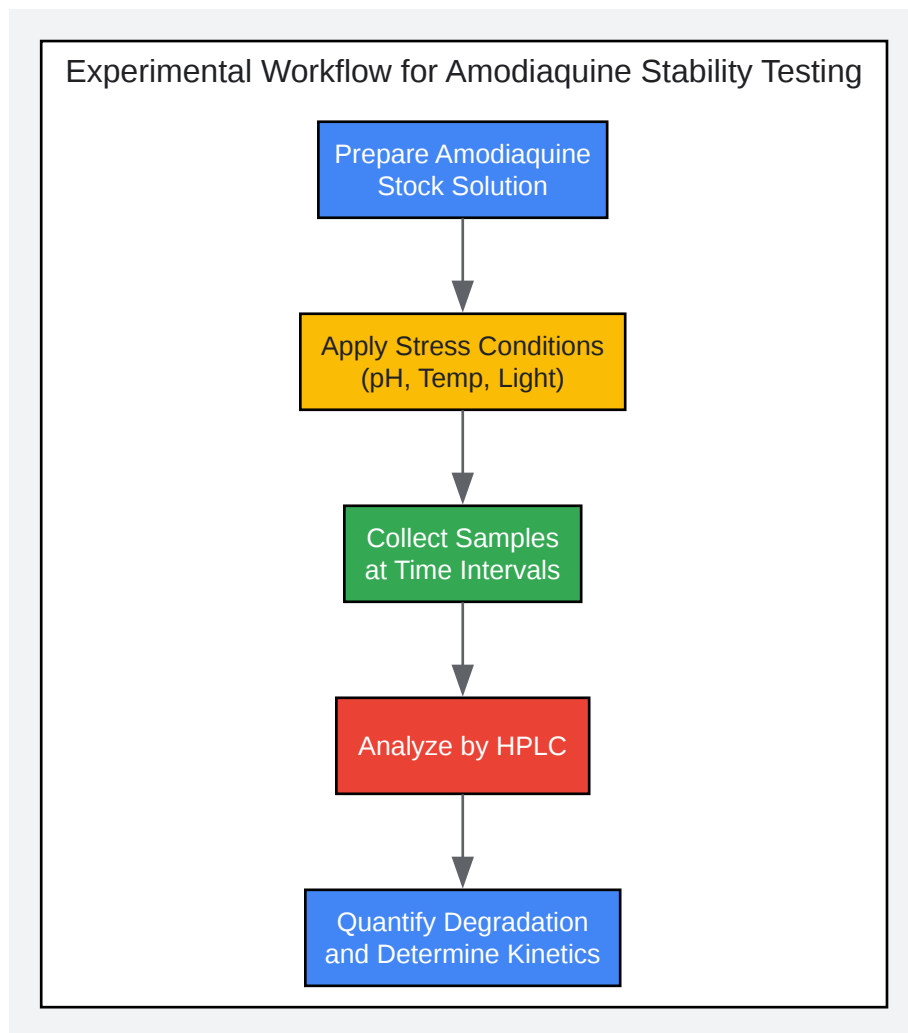 Experimental Workflow for Amodiaquine Stability Testing
Prepare Amodiaquine
Stock Solution
Apply Stress Conditions
(pH, Temp, Light)
Collect Samples
at Time Intervals
Analyze by HPLC
Quantify Degradation
and Determine Kinetics